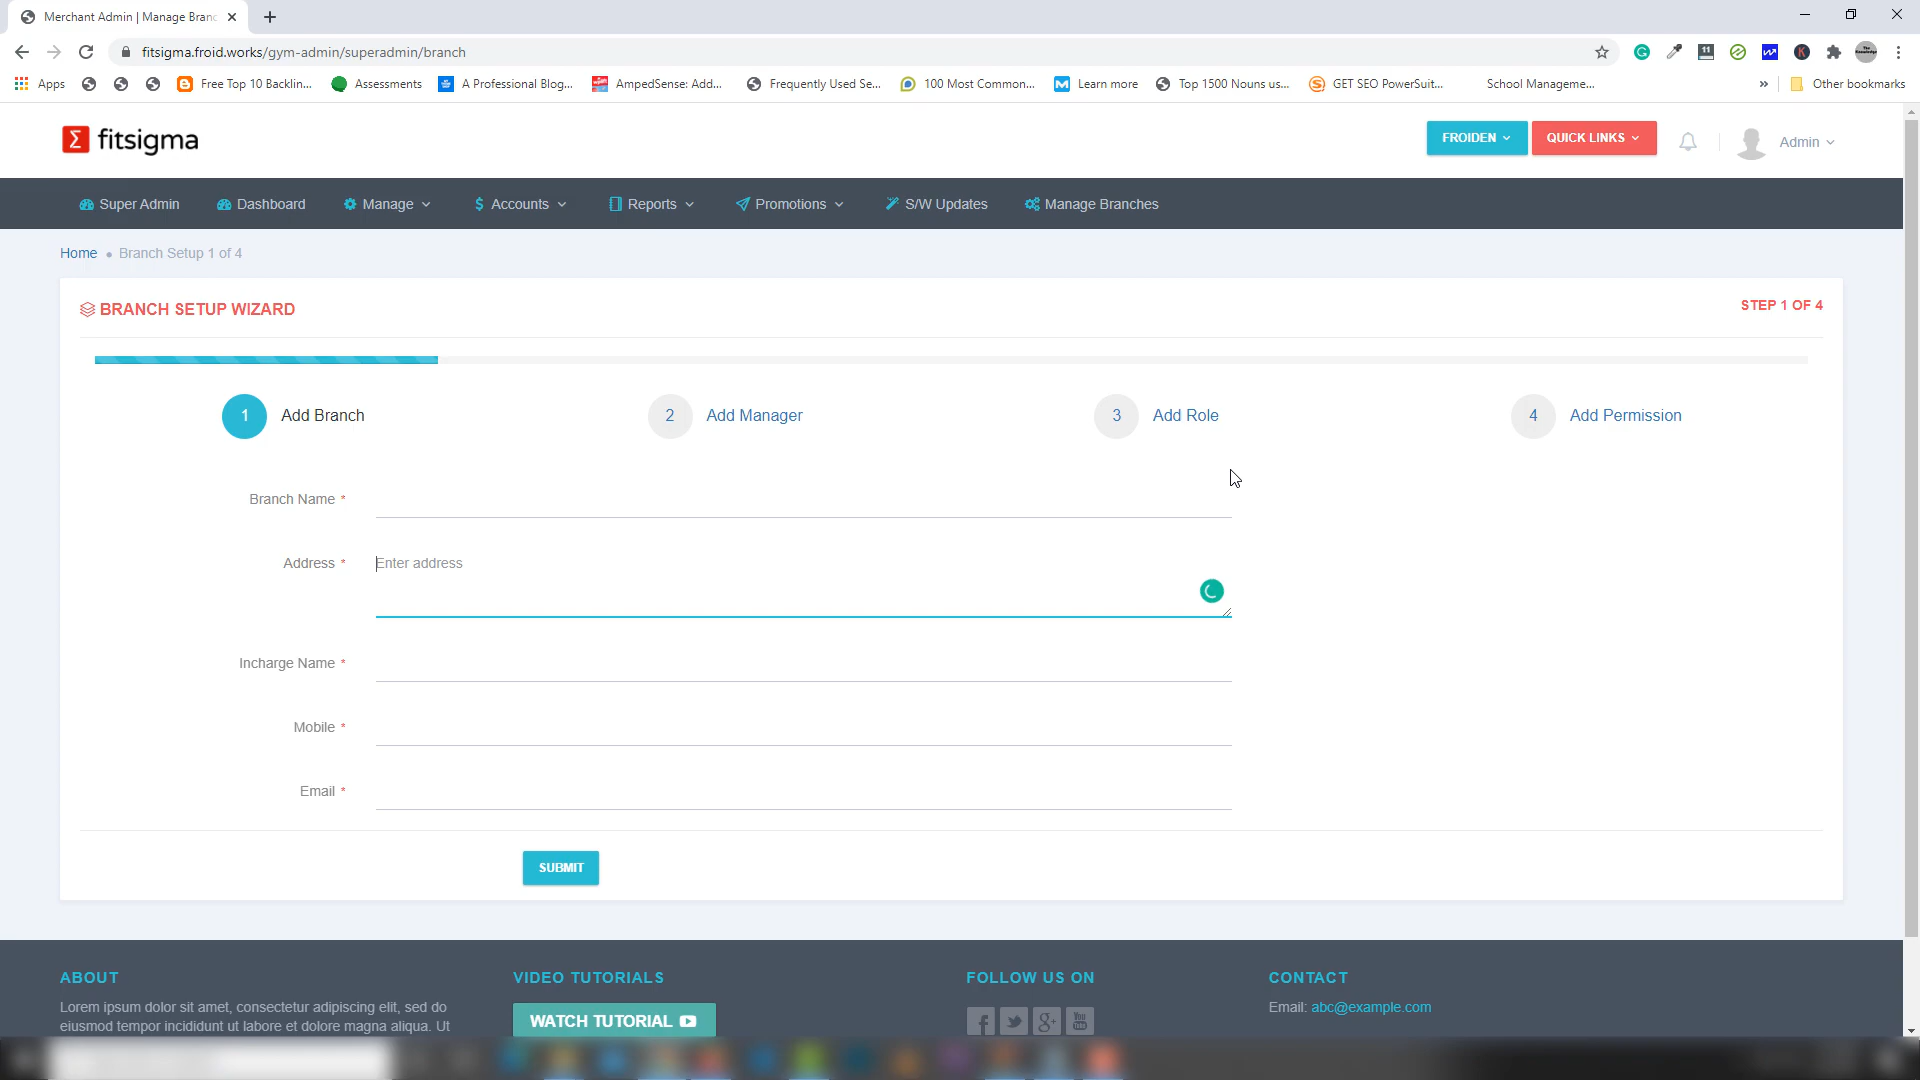 Merchant Admin | Manage Branc
fitsigma.froid.works/gym-admin/superadmin/branch
Apps Free Top 10 Backlin... Assessments A Professional Blog... AmpedSense: Add... Frequently Used Se... 100 Most Common... Learn more Top 1500 Nouns us... GET SEO PowerSuit... School Manageme... » Other bookmarks
Σ fitsigma
FROIDEN QUICK LINKS Admin
Super Admin Dashboard Manage Accounts Reports Promotions S/W Updates Manage Branches
Home • Branch Setup 1 of 4
BRANCH SETUP WIZARD STEP 1 OF 4
1 Add Branch 2 Add Manager 3 Add Role 4 Add Permission
Branch Name *
Address * Enter address
Incharge Name *
Mobile *
Email *
SUBMIT
ABOUT VIDEO TUTORIALS FOLLOW US ON CONTACT
Lorem ipsum dolor sit amet, consectetur adipiscing elit, sed do
eiusmod tempor incididunt ut labore et dolore magna aliqua. Ut
WATCH TUTORIAL
Email: abc@example.com